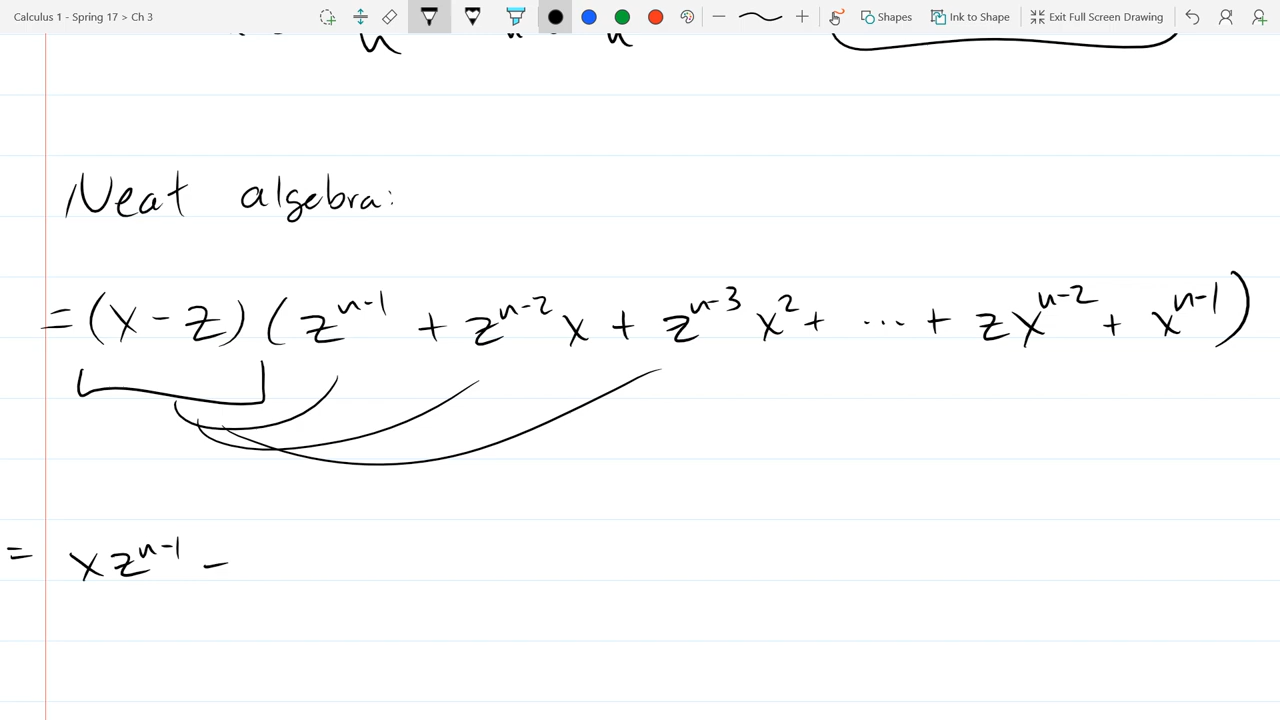 Calculus 1 - Spring 17 > Ch 3 Shapes Ink to Shape Exit Full Screen Drawing
n n n
Neat algebra:
= (x - z) (z^{n-1} + z^{n-2} x + z^{n-3} x^2 + ... + z x^{n-2} + x^{n-1})
= x z^{n-1} -